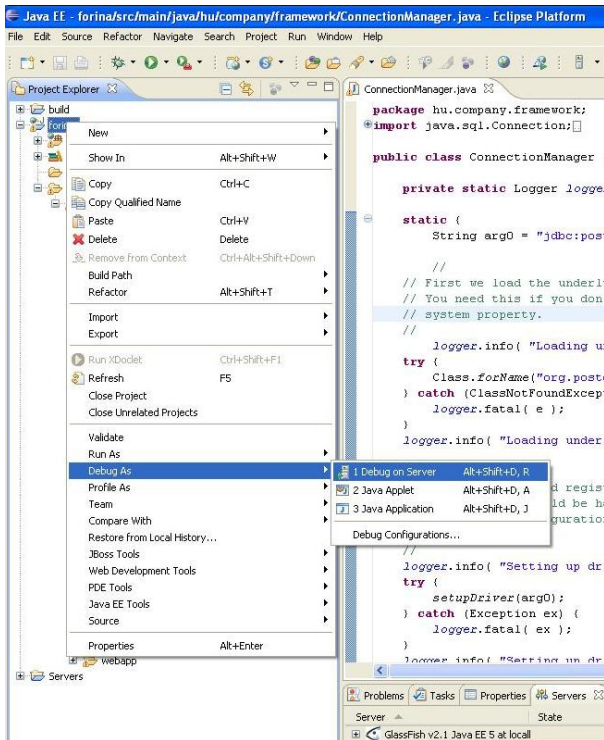 Java EE - forina/src/main/java/hu/company/framework/ConnectionManager.java - Eclipse Platform
File Edit Source Refactor Navigate Search Project Run Window Help
Project Explorer
build
New
Show In Alt+Shift+W
Copy Ctrl+C
Copy Qualified Name
Paste Ctrl+V
Delete Delete
Remove from Context Ctrl+Alt+Shift+Down
Build Path
Refactor Alt+Shift+T
Import
Export
Run XDoclet Ctrl+Shift+F1
Refresh F5
Close Project
Close Unrelated Projects
Validate
Run As
Debug As
Profile As
Team
Compare With
Restore from Local History...
JBoss Tools
Web Development Tools
PDE Tools
Java EE Tools
Source
Properties Alt+Enter
webapp
Servers
1 Debug on Server Alt+Shift+D, R
2 Java Applet Alt+Shift+D, A
3 Java Application Alt+Shift+D, J
Debug Configurations...
ConnectionManager.java
package hu.company.framework;
import java.sql.Connection;
public class ConnectionManager
private static Logger logge
static {
String arg0 = "jdbc:pos
//
// First we load the underl
// You need this if you don
// system property.
//
logger.info( "Loading u
try {
Class.forName("org.post
} catch (ClassNotFoundExcep
logger.fatal( e );
}
logger.info( "Loading under
d regis
ld be ha
guration
//
logger.info( "Setting up dr
try {
setupDriver(arg0);
} catch (Exception ex) {
logger.fatal( ex );
}
logger.info( "Setting up dr
Problems Tasks Properties Servers
Server State
GlassFish v2.1 Java EE 5 at locall